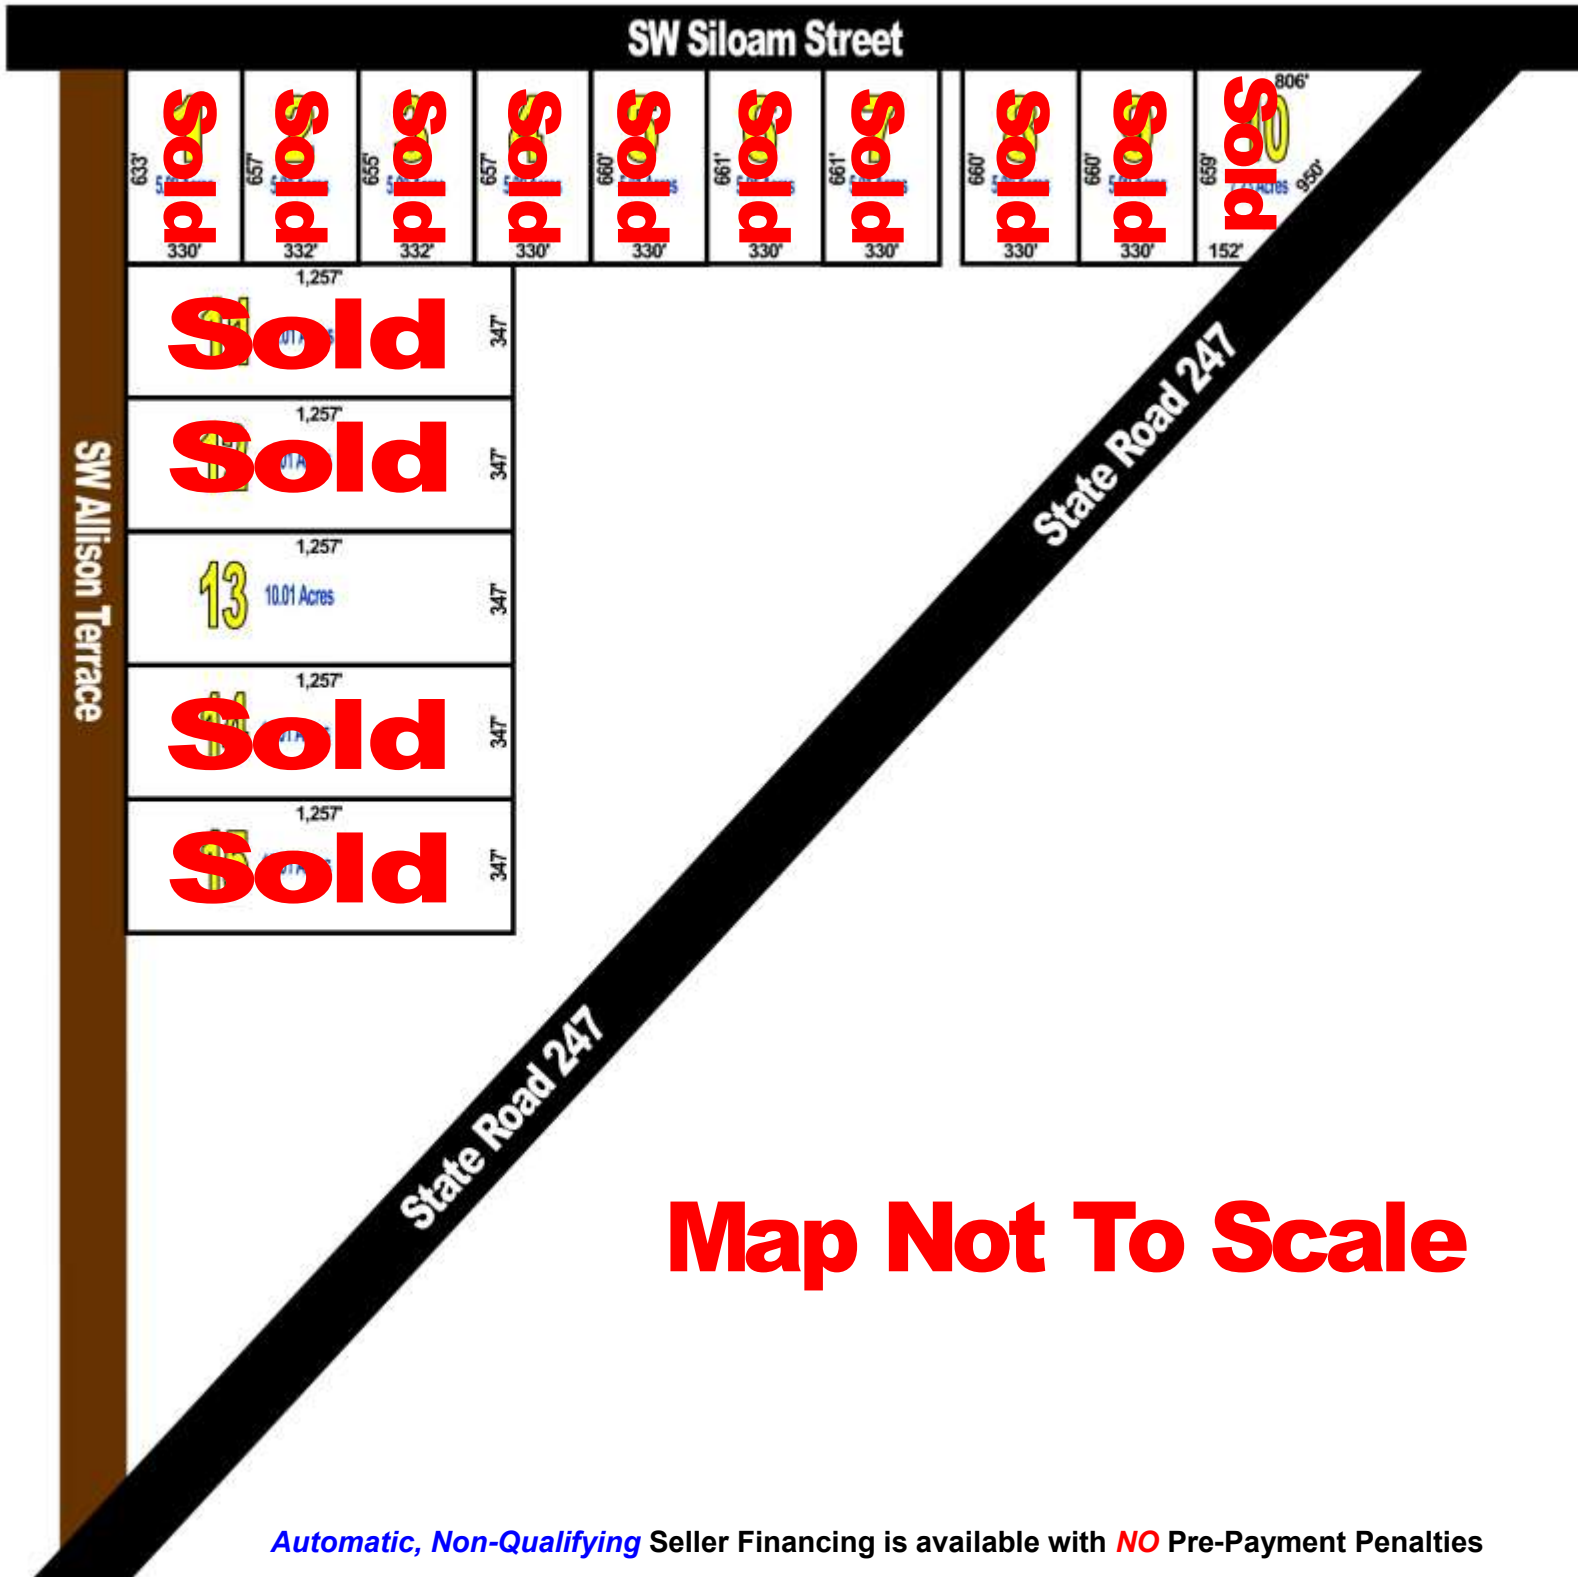 SW Siloam Street
806'
Sold
Sold
Sold
Sold
Sold
Sold
Sold
Sold
Sold
Sold
633'
657'
655'
657'
660'
661'
661'
660'
660'
659'
950'
330'
332'
332'
330'
330'
330'
330'
330'
330'
152'
1,257'
Sold
347'
1,257'
Sold
347'
SW Allison Terrace
1,257'
13 10.01 Acres
347'
1,257'
Sold
347'
1,257'
Sold
347'
State Road 247
State Road 247
Map Not To Scale
Automatic, Non-Qualifying Seller Financing is available with NO Pre-Payment Penalties